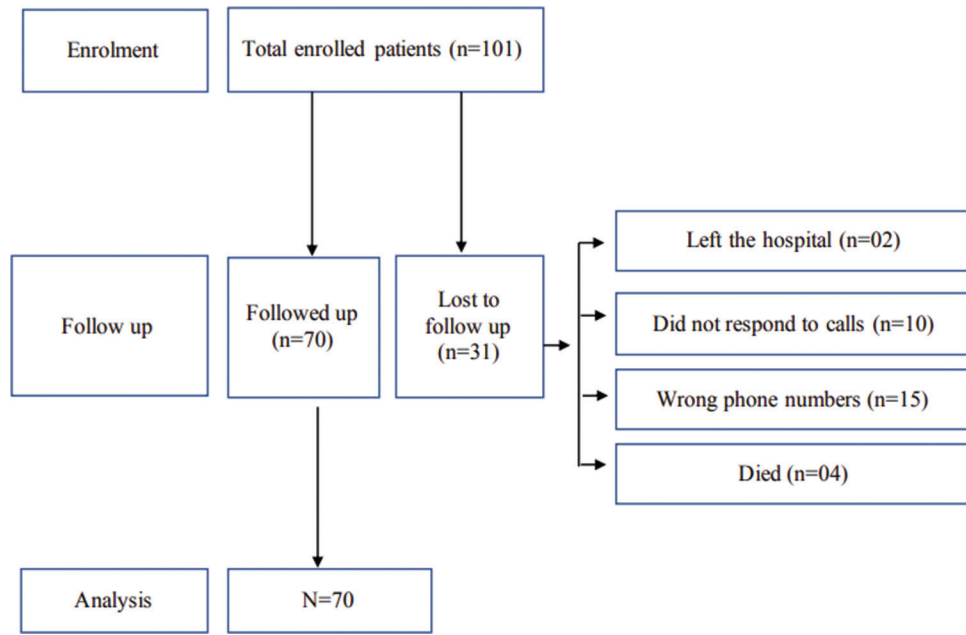 Enrolment
Total enrolled patients (n=101)
Follow up
Followed up
(n=70)
Lost to
follow up
(n=31)
Left the hospital (n=02)
Did not respond to calls (n=10)
Wrong phone numbers (n=15)
Died (n=04)
Analysis
N=70